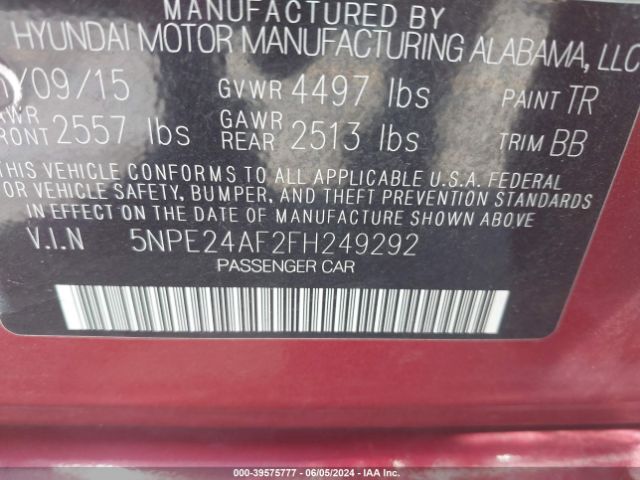 MANUFACTURED BY
HYUNDAI MOTOR MANUFACTURING ALABAMA, LLC
/09/15 GVWR 4497 lbs PAINT TR
GAWR
FRONT 2557 lbs GAWR REAR 2513 lbs TRIM BB
THIS VEHICLE CONFORMS TO ALL APPLICABLE U.S.A. FEDERAL
OR VEHICLE SAFETY, BUMPER, AND THEFT PREVENTION STANDARDS
IN EFFECT ON THE DATE OF MANUFACTURE SHOWN ABOVE
V.I.N 5NPE24AF2FH249292
PASSENGER CAR
000-39575777 - 06/05/2024 - IAA Inc.